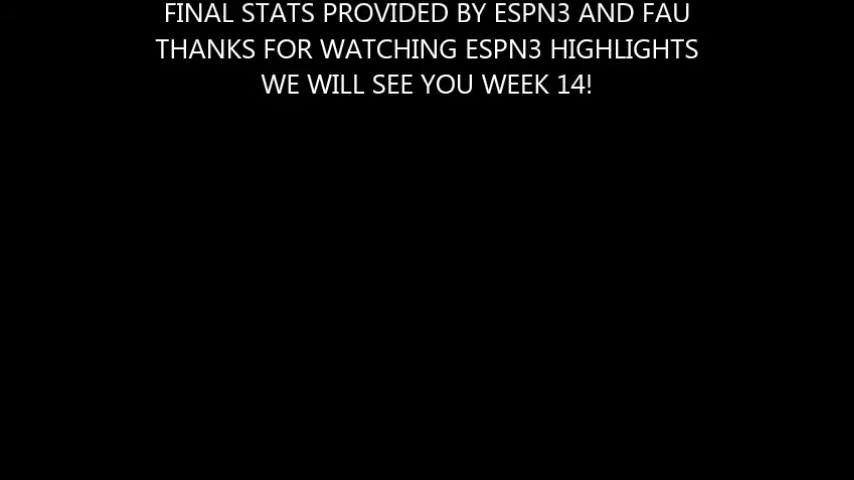 FINAL STATS PROVIDED BY ESPN3 AND FAU
THANKS FOR WATCHING ESPN3 HIGHLIGHTS
WE WILL SEE YOU WEEK 14!